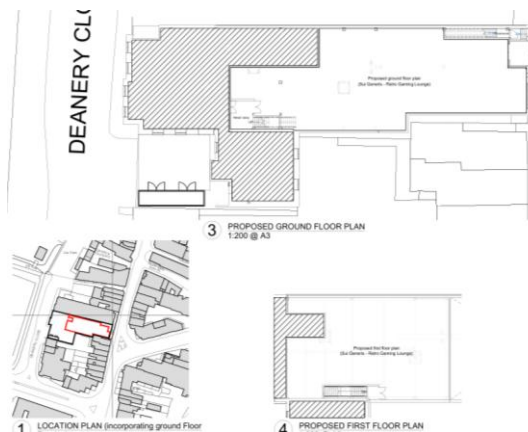 DEANERY CLO
Proposed ground floor plan
(Sui Generis - Retro Gaming Lounge)
3 PROPOSED GROUND FLOOR PLAN
1:200 @ A3
Proposed first floor plan
(Sui Generis - Retro Gaming Lounge)
1 LOCATION PLAN (incorporating ground Floor
4 PROPOSED FIRST FLOOR PLAN